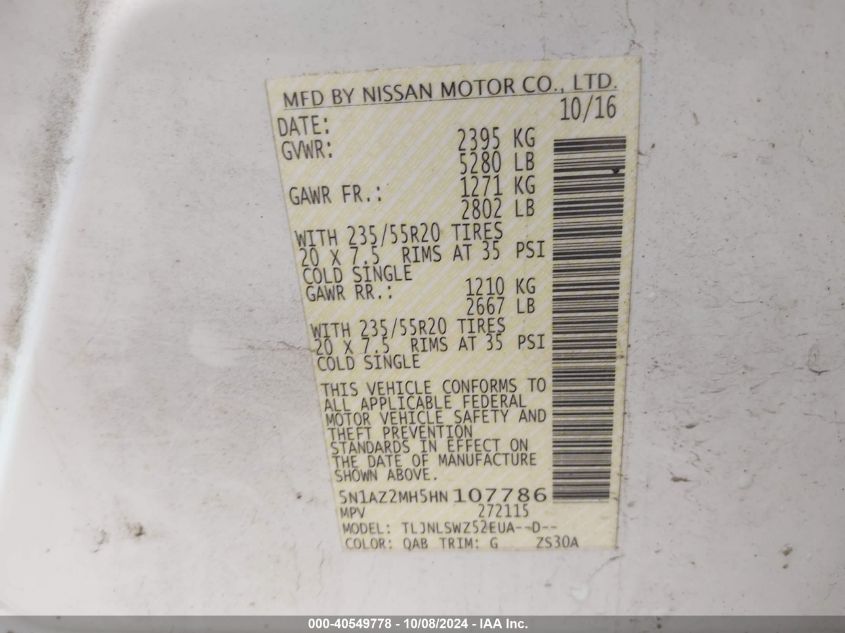 MFD BY NISSAN MOTOR CO., LTD.
DATE: 10/16
GVWR: 2395 KG
5280 LB
GAWR FR.: 1271 KG
2802 LB
WITH 235/55R20 TIRES
20 X 7.5 RIMS AT 35 PSI
COLD SINGLE
GAWR RR.: 1210 KG
2667 LB
WITH 235/55R20 TIRES
20 X 7.5 RIMS AT 35 PSI
COLD SINGLE
THIS VEHICLE CONFORMS TO
ALL APPLICABLE FEDERAL
MOTOR VEHICLE SAFETY AND
THEFT PREVENTION
STANDARDS IN EFFECT ON
THE DATE OF MANUFACTURE
SHOWN ABOVE.
5N1AZ2MH5HN107786
MPV 272115
MODEL: TLJNLSWZ52EUA--D--
COLOR: QAB TRIM: G ZS30A
000-40549778 - 10/08/2024 - IAA Inc.